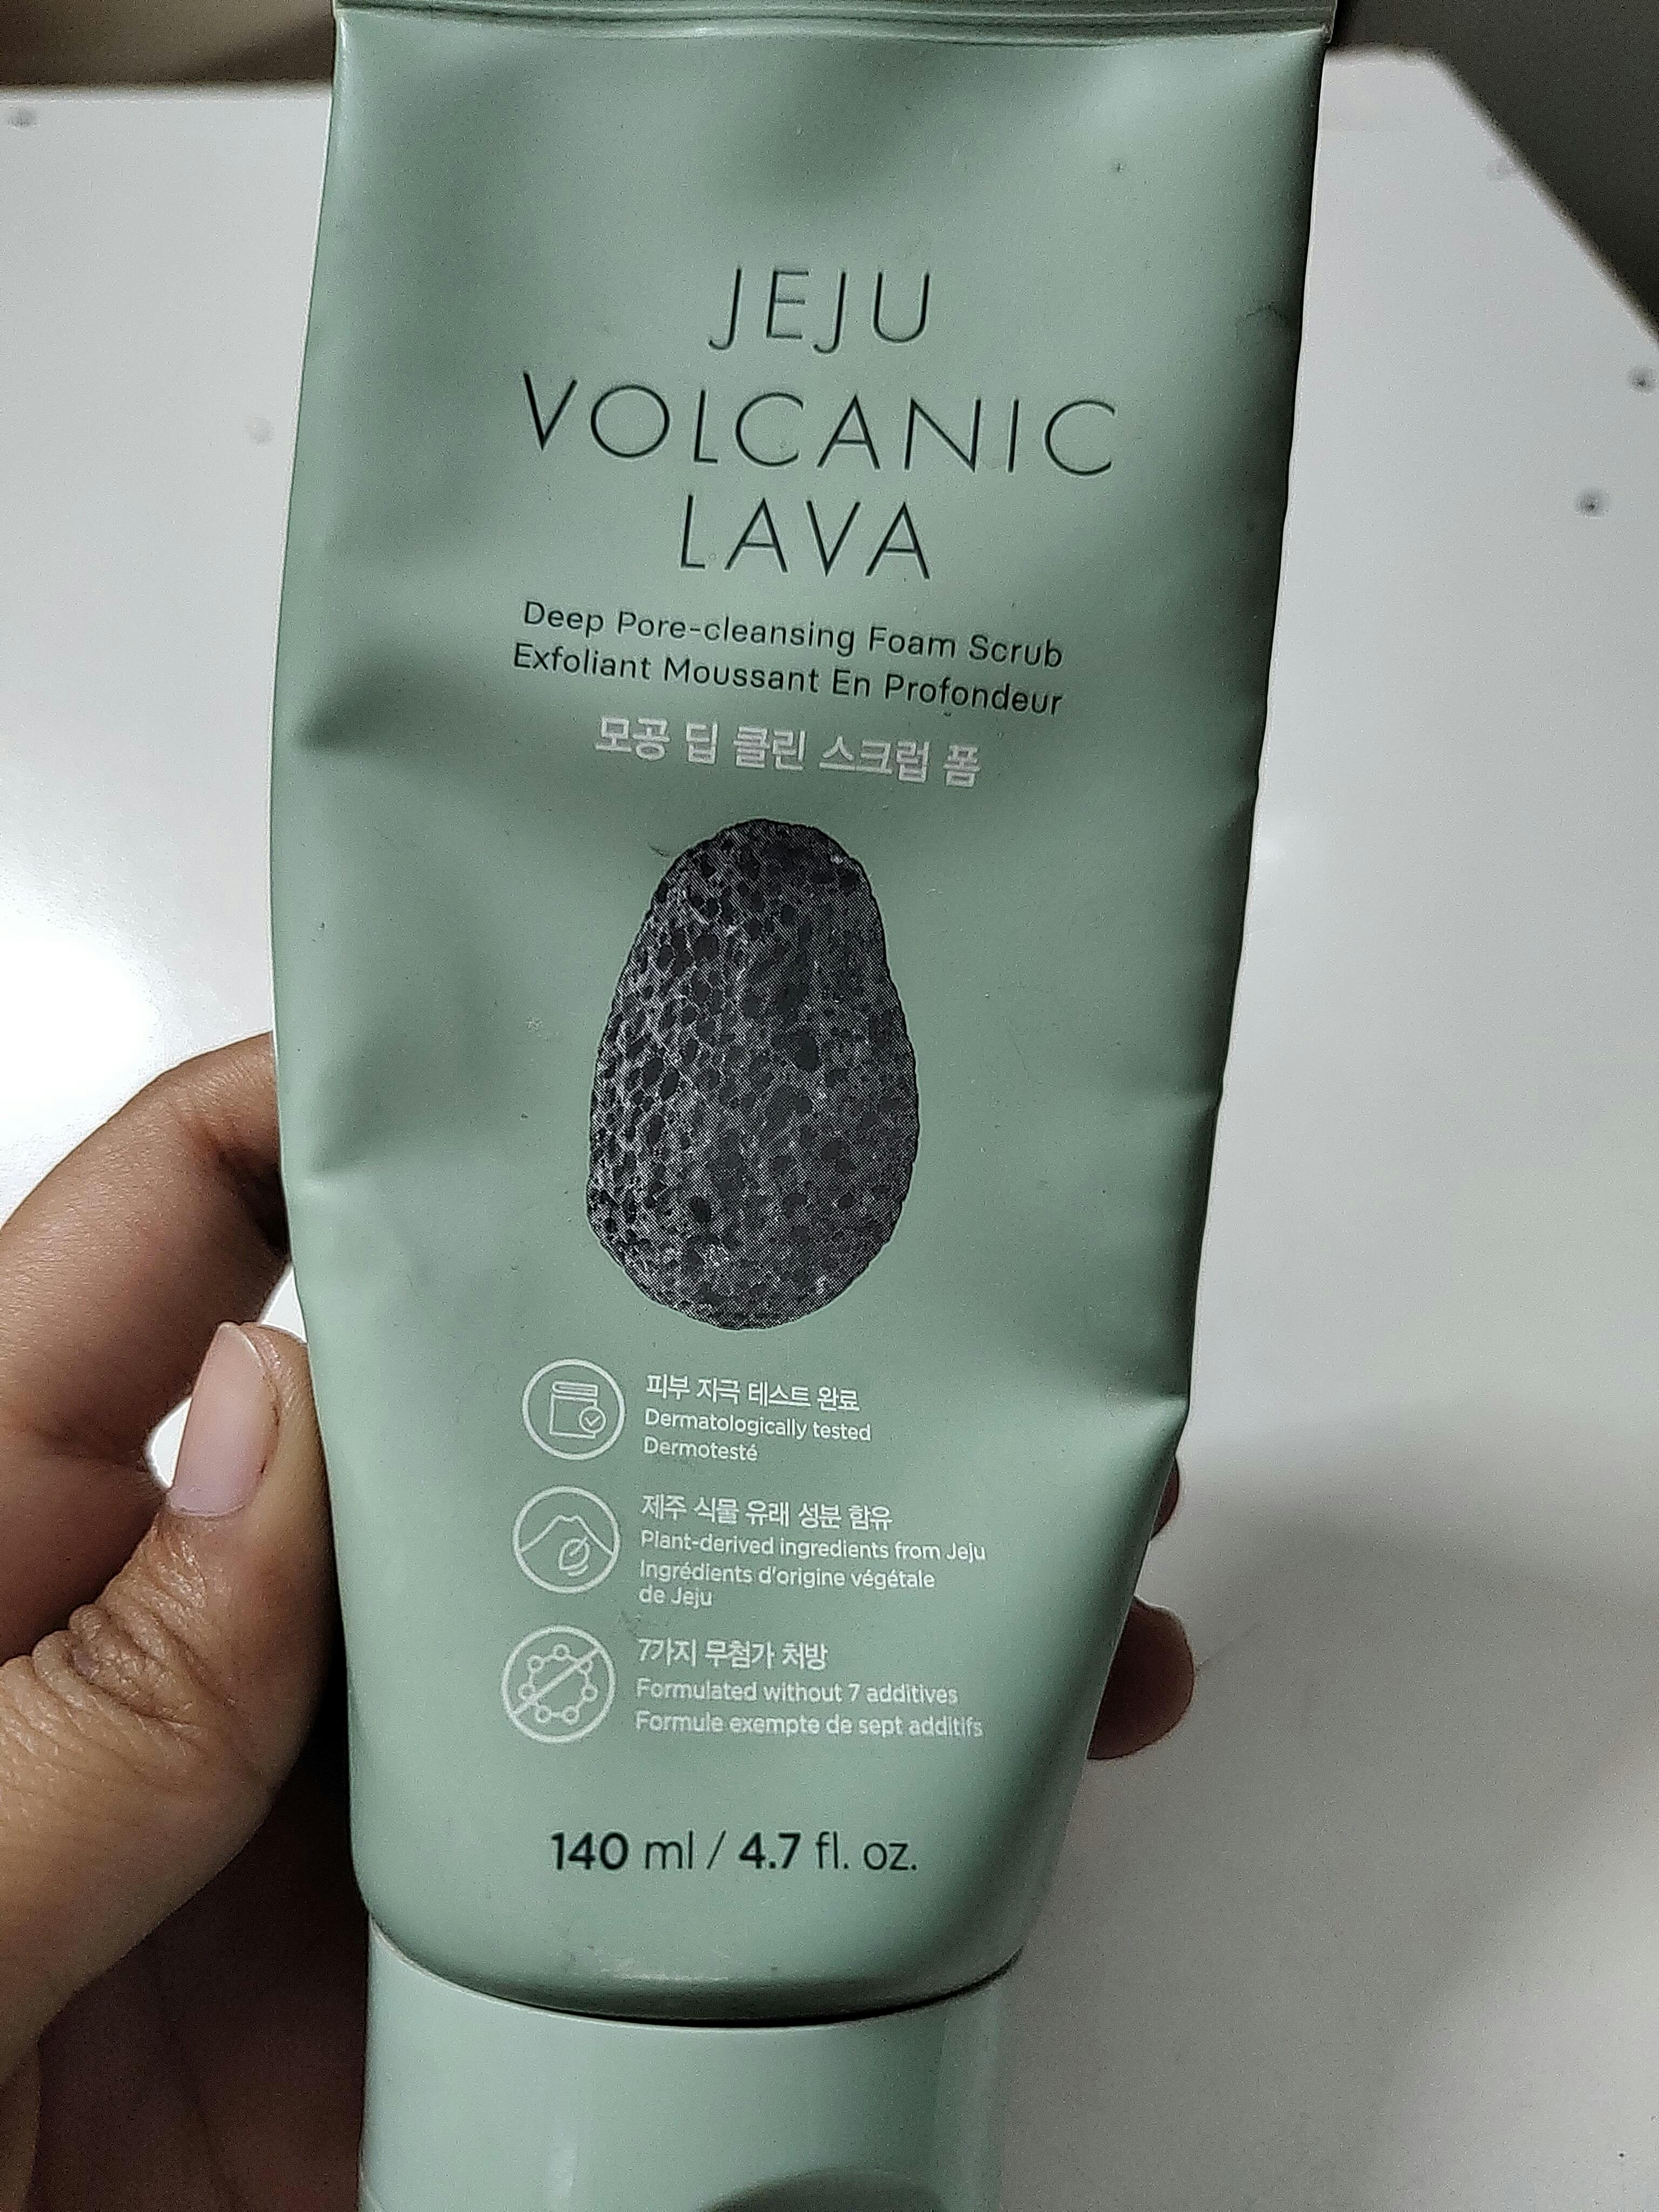 JEJU
VOLCANIC
LAVA
Deep Pore-cleansing Foam Scrub
Exfoliant Moussant En Profondeur
모공 딥 클린 스크럽 폼
피부 자극 테스트 완료
Dermatologically tested
Dermotesté
제주 식물 유래 성분 함유
Plant-derived ingredients from Jeju
Ingrédients d'origine végétale
de Jeju
7가지 무첨가 처방
Formulated without 7 additives
Formule exempte de sept additifs
140 ml / 4.7 fl. oz.